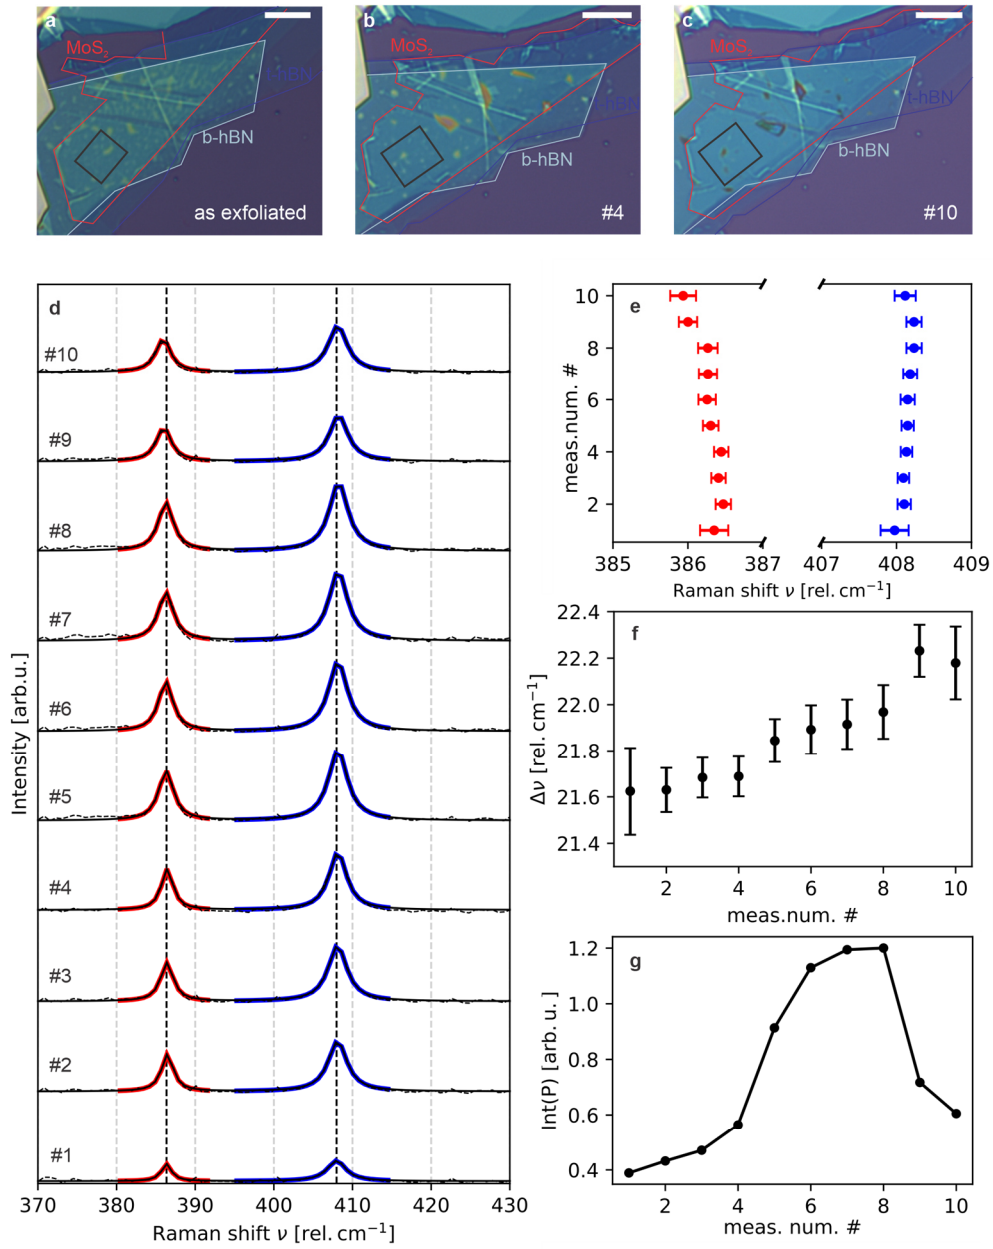 a
MoS2
t-hBN
b-hBN
as exfoliated
b
MoS2
t-hBN
b-hBN
#4
c
MoS2
t-hBN
b-hBN
#10
d
#10
#9
#8
#7
#6
#5
#4
#3
#2
#1
Intensity [arb.u.]
370 380 390 400 410 420 430
Raman shift ν [rel. cm⁻¹]
e
10
8
6
4
2
meas.num. #
385 386 387 407 408 409
Raman shift ν [rel. cm⁻¹]
f
22.4
22.2
22.0
21.8
21.6
21.4
Δν [rel. cm⁻¹]
2 4 6 8 10
meas.num. #
g
1.2
1.0
0.8
0.6
0.4
Int(P) [arb. u.]
2 4 6 8 10
meas. num. #